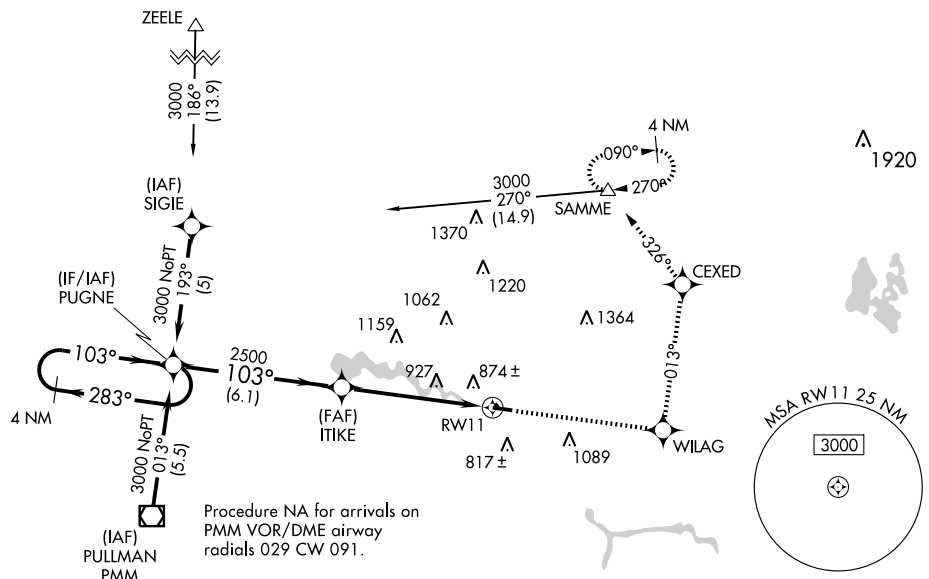 ZEELE
3000
186°
(13.9)
4 NM
090°
270°
SAMME
1920
3000
270°
(14.9)
1370
(IAF)
SIGIE
326°
CEXED
1220
3000 NoPT
193°
(5)
(IF/IAF)
PUGNE
1062
1364
1159
013°
103°
2500
103°
(6.1)
927
874 ±
283°
4 NM
(FAF)
ITIKE
RW11
WILAG
817 ±
1089
MSA RW11 25 NM
3000
3000 NoPT
013°
(5.5)
(IAF)
PULLMAN
PMM
Procedure NA for arrivals on
PMM VOR/DME airway
radials 029 CW 091.